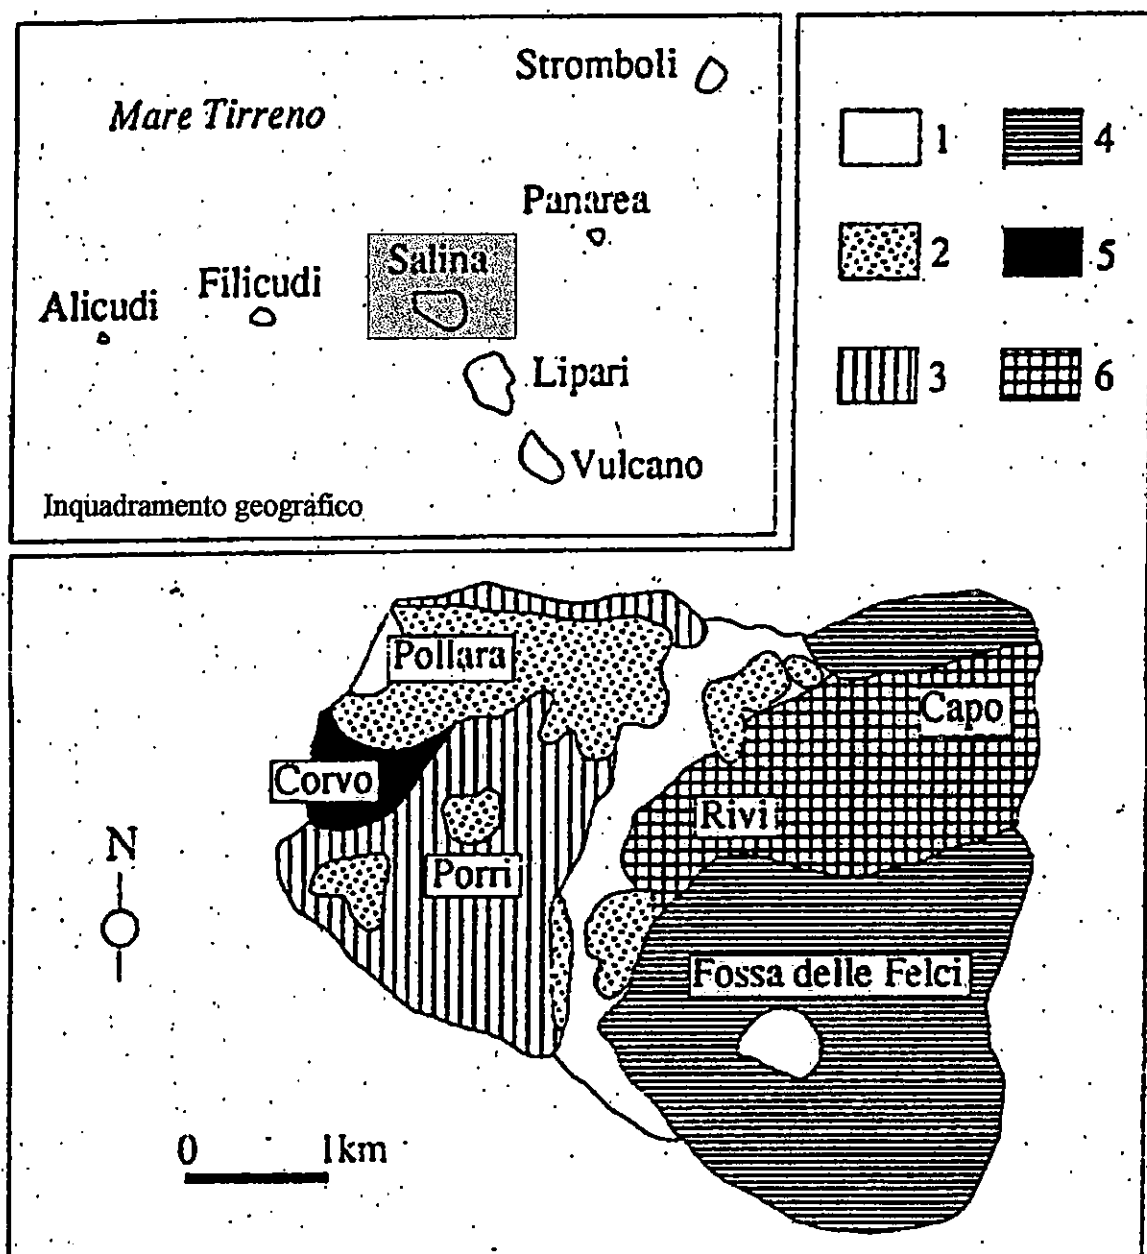 Stromboli
Mare Tirreno
Panarea
Salina
Filicudi
Alicudi
Lipari
Vulcano
Inquadramento geografico
1
4
2
5
3
6
Pollara
Capo
Corvo
Rivi
N
Porri
Fossa delle Felci
0 1km